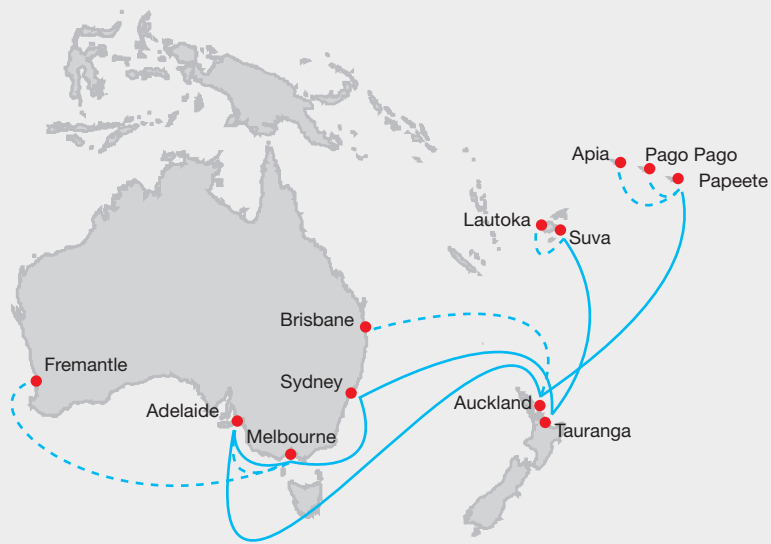 Apia
Pago Pago
Papeete
Lautoka
Suva
Brisbane
Fremantle
Sydney
Adelaide
Auckland
Melbourne
Tauranga